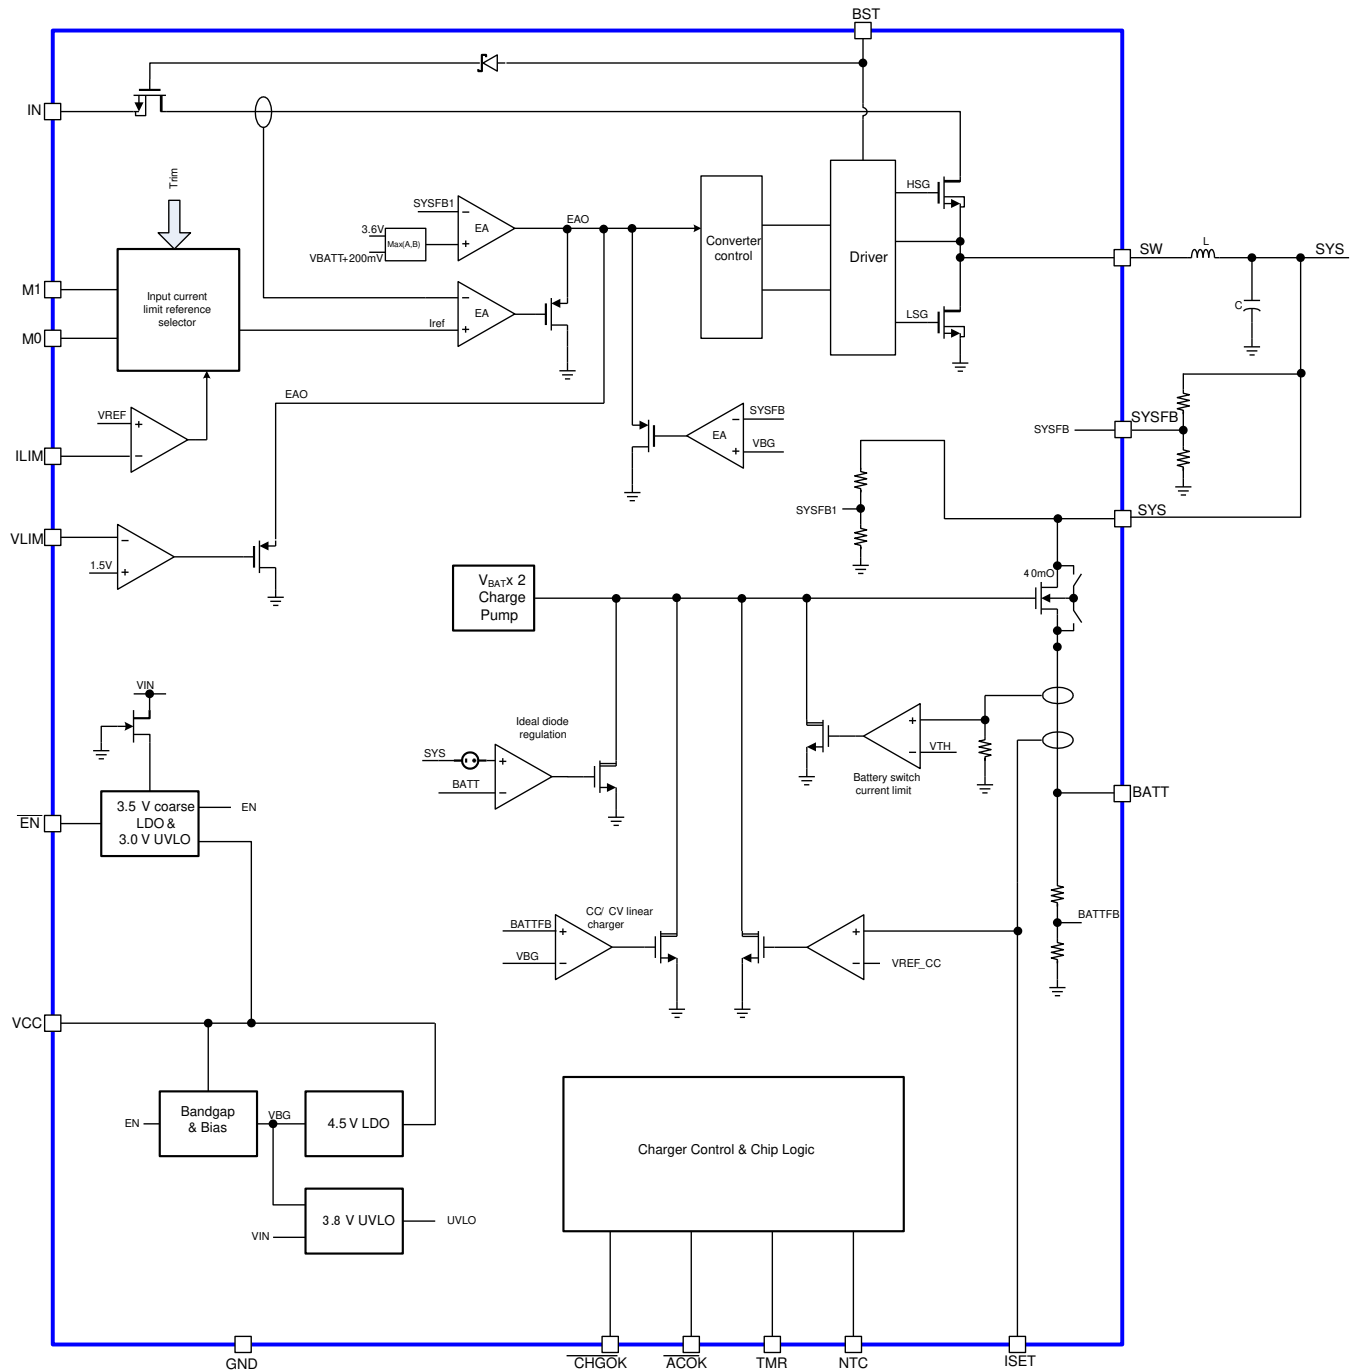 BST
IN
Trim
SYSFB1
−
EA
+
3.6V
Max(A,B)
VBATT+200mV
EAO
Converter
control
Driver
HSG
LSG
SW
L
SYS
C
M1
M0
Input current
limit reference
selector
−
EA
+
Iref
EAO
VREF
+
−
ILIM
SYSFB
−
EA
VBG
+
SYSFB
SYSFB
SYSFB1
SYS
VLIM
−
1.5V
+
VBATx 2
Charge
Pump
40mO
VIN
Ideal diode
regulation
SYS
+
BATT
−
+
VTH
−
Battery switch
current limit
BATT
EN
3.5 V coarse
LDO &
3.0 V UVLO
EN
CC/ CV linear
charger
BATTFB
+
VBG
−
+
−
VREF_CC
BATTFB
VCC
EN
Bandgap
& Bias
VBG
4.5 V LDO
3.8 V UVLO
VIN
UVLO
Charger Control & Chip Logic
GND
CHGOK
ACOK
TMR
NTC
ISET